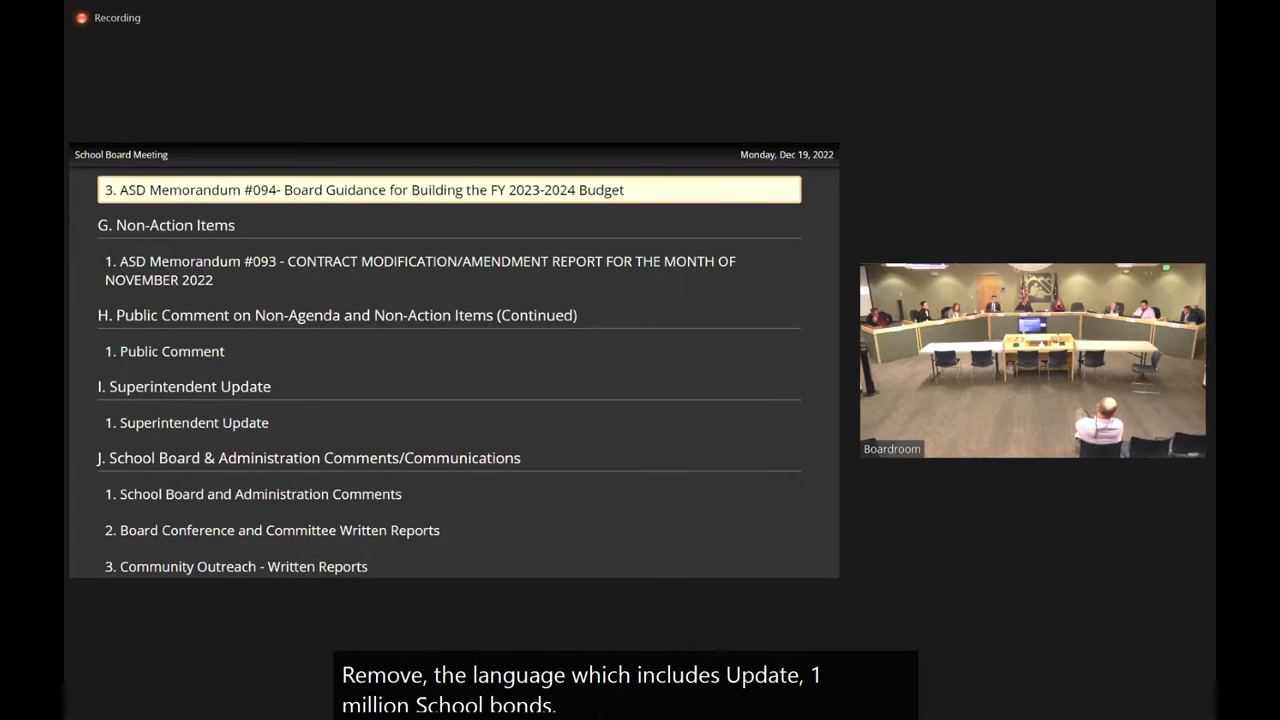 Recording
School Board Meeting
Monday, Dec 19, 2022
3. ASD Memorandum #094- Board Guidance for Building the FY 2023-2024 Budget
G. Non-Action Items
1. ASD Memorandum #093 - CONTRACT MODIFICATION/AMENDMENT REPORT FOR THE MONTH OF
NOVEMBER 2022
H. Public Comment on Non-Agenda and Non-Action Items (Continued)
1. Public Comment
I. Superintendent Update
1. Superintendent Update
J. School Board & Administration Comments/Communications
1. School Board and Administration Comments
2. Board Conference and Committee Written Reports
3. Community Outreach - Written Reports
Boardroom
Remove, the language which includes Update, 1
million School bonds.